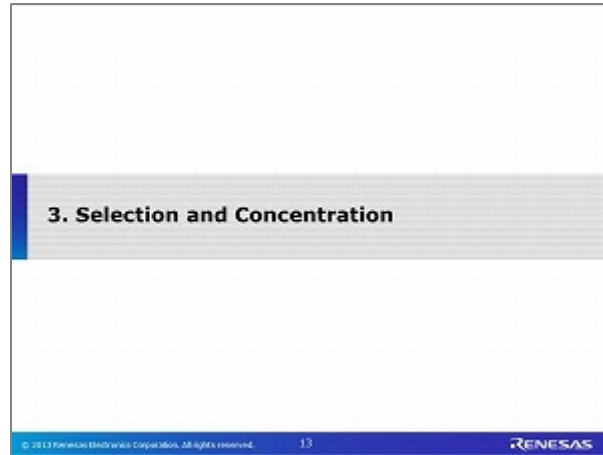 3. Selection and Concentration
© 2013 Renesas Electronics Corporation. All rights reserved.
13
RENESAS